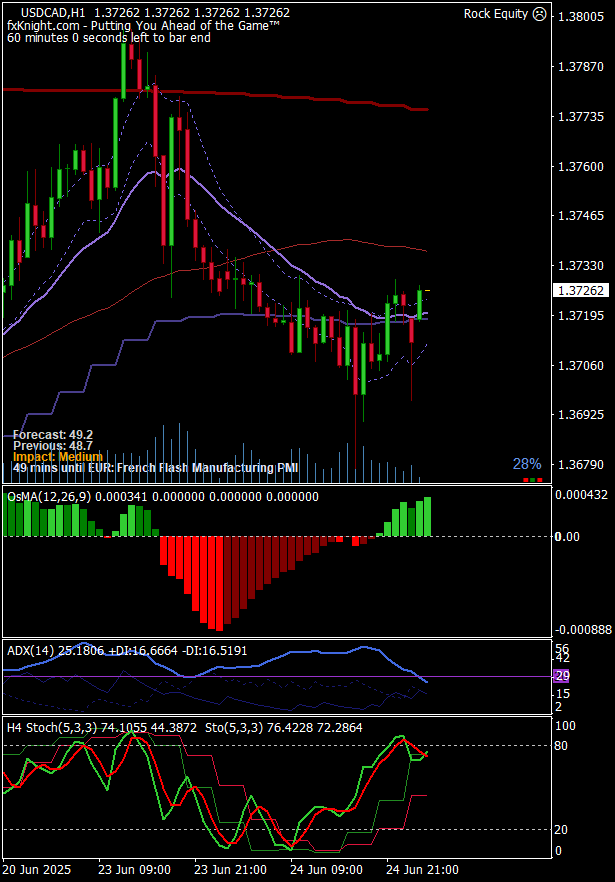 USDCAD,H1 1.37262 1.37262 1.37262 1.37262
Rock Equity
fxKnight.com - Putting You Ahead of the Game™
60 minutes 0 seconds left to bar end
1.38005
1.37870
1.37735
1.37600
1.37465
1.37330
1.37262
1.37195
1.37060
1.36925
1.36790
Forecast: 49.2
Previous: 48.7
Impact: Medium
49 mins until EUR: French Flash Manufacturing PMI
28%
OsMA(12,26,9) 0.000341 0.000000 0.000000 0.000000
0.000432
0.00
-0.000888
ADX(14) 25.1806 +DI:16.6664 -DI:16.5191
56
42
29
15
2
H4 Stoch(5,3,3) 74.1055 44.3872 Sto(5,3,3) 76.4228 72.2864
100
80
20
0
20 Jun 2025
23 Jun 09:00
23 Jun 21:00
24 Jun 09:00
24 Jun 21:00